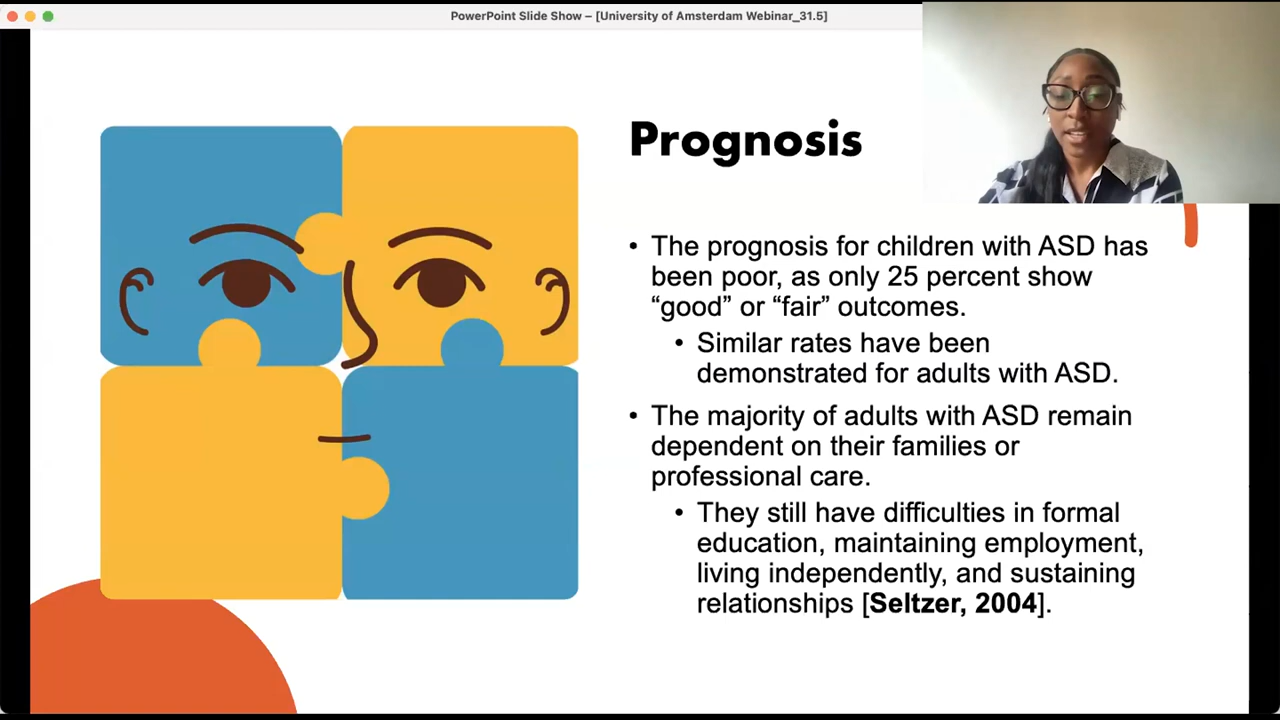 PowerPoint Slide Show – [University of Amsterdam Webinar_31.5]
Prognosis
• The prognosis for children with ASD has
been poor, as only 25 percent show
“good” or “fair” outcomes.
• Similar rates have been
demonstrated for adults with ASD.
• The majority of adults with ASD remain
dependent on their families or
professional care.
• They still have difficulties in formal
education, maintaining employment,
living independently, and sustaining
relationships [Seltzer, 2004].